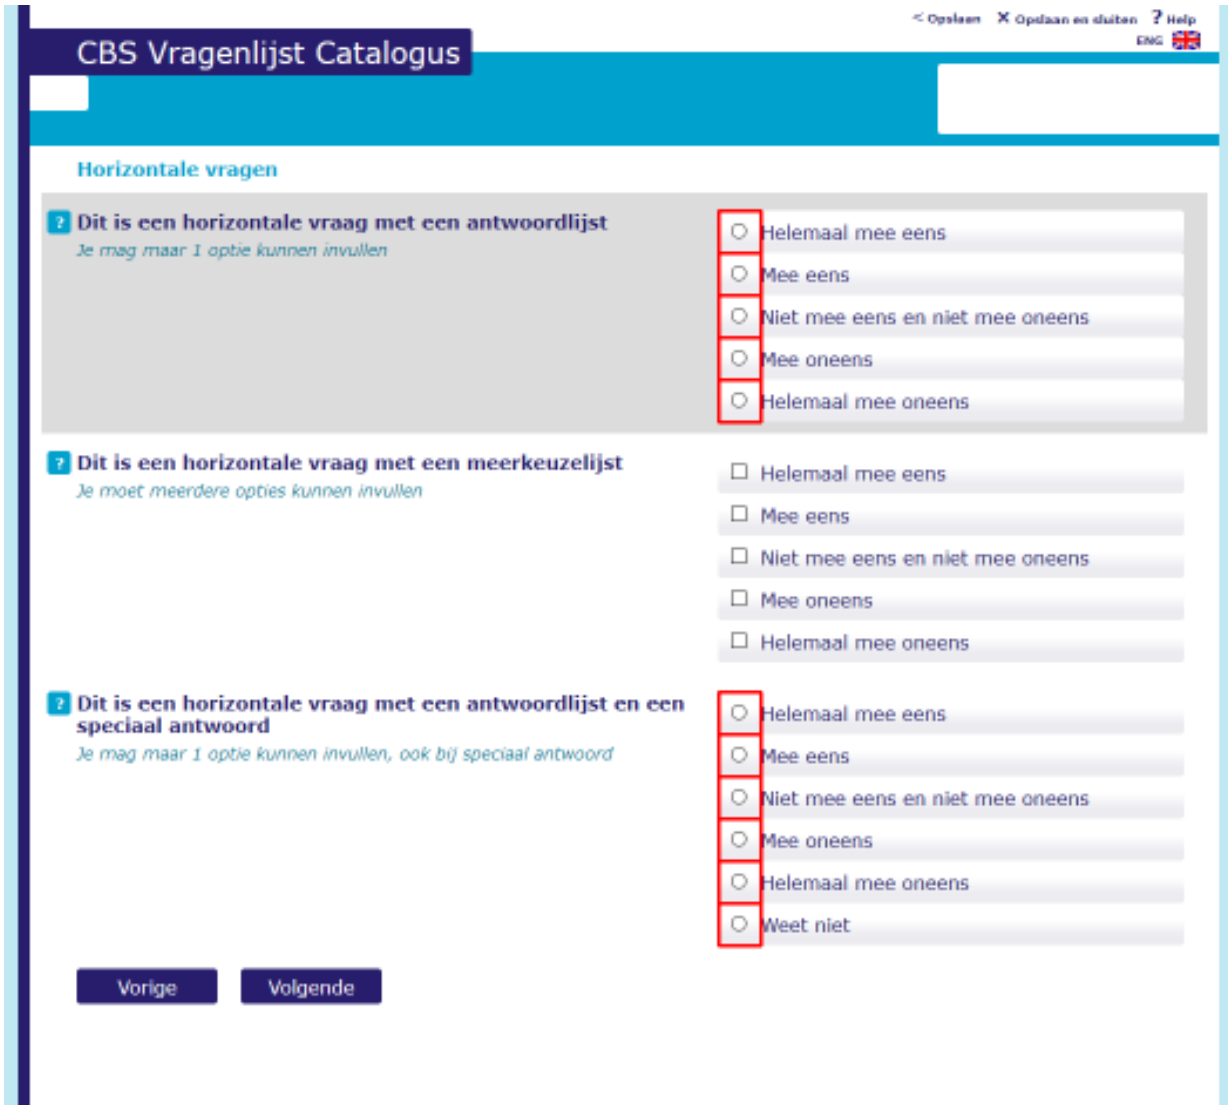 < Opslaan X Opslaan en sluiten ? Help
ENG
CBS Vragenlijst Catalogus
Horizontale vragen
? Dit is een horizontale vraag met een antwoordlijst
Je mag maar 1 optie kunnen invullen
Helemaal mee eens
Mee eens
Niet mee eens en niet mee oneens
Mee oneens
Helemaal mee oneens
? Dit is een horizontale vraag met een meerkeuzelijst
Je moet meerdere opties kunnen invullen
Helemaal mee eens
Mee eens
Niet mee eens en niet mee oneens
Mee oneens
Helemaal mee oneens
? Dit is een horizontale vraag met een antwoordlijst en een
speciaal antwoord
Je mag maar 1 optie kunnen invullen, ook bij speciaal antwoord
Helemaal mee eens
Mee eens
Niet mee eens en niet mee oneens
Mee oneens
Helemaal mee oneens
Weet niet
Vorige Volgende